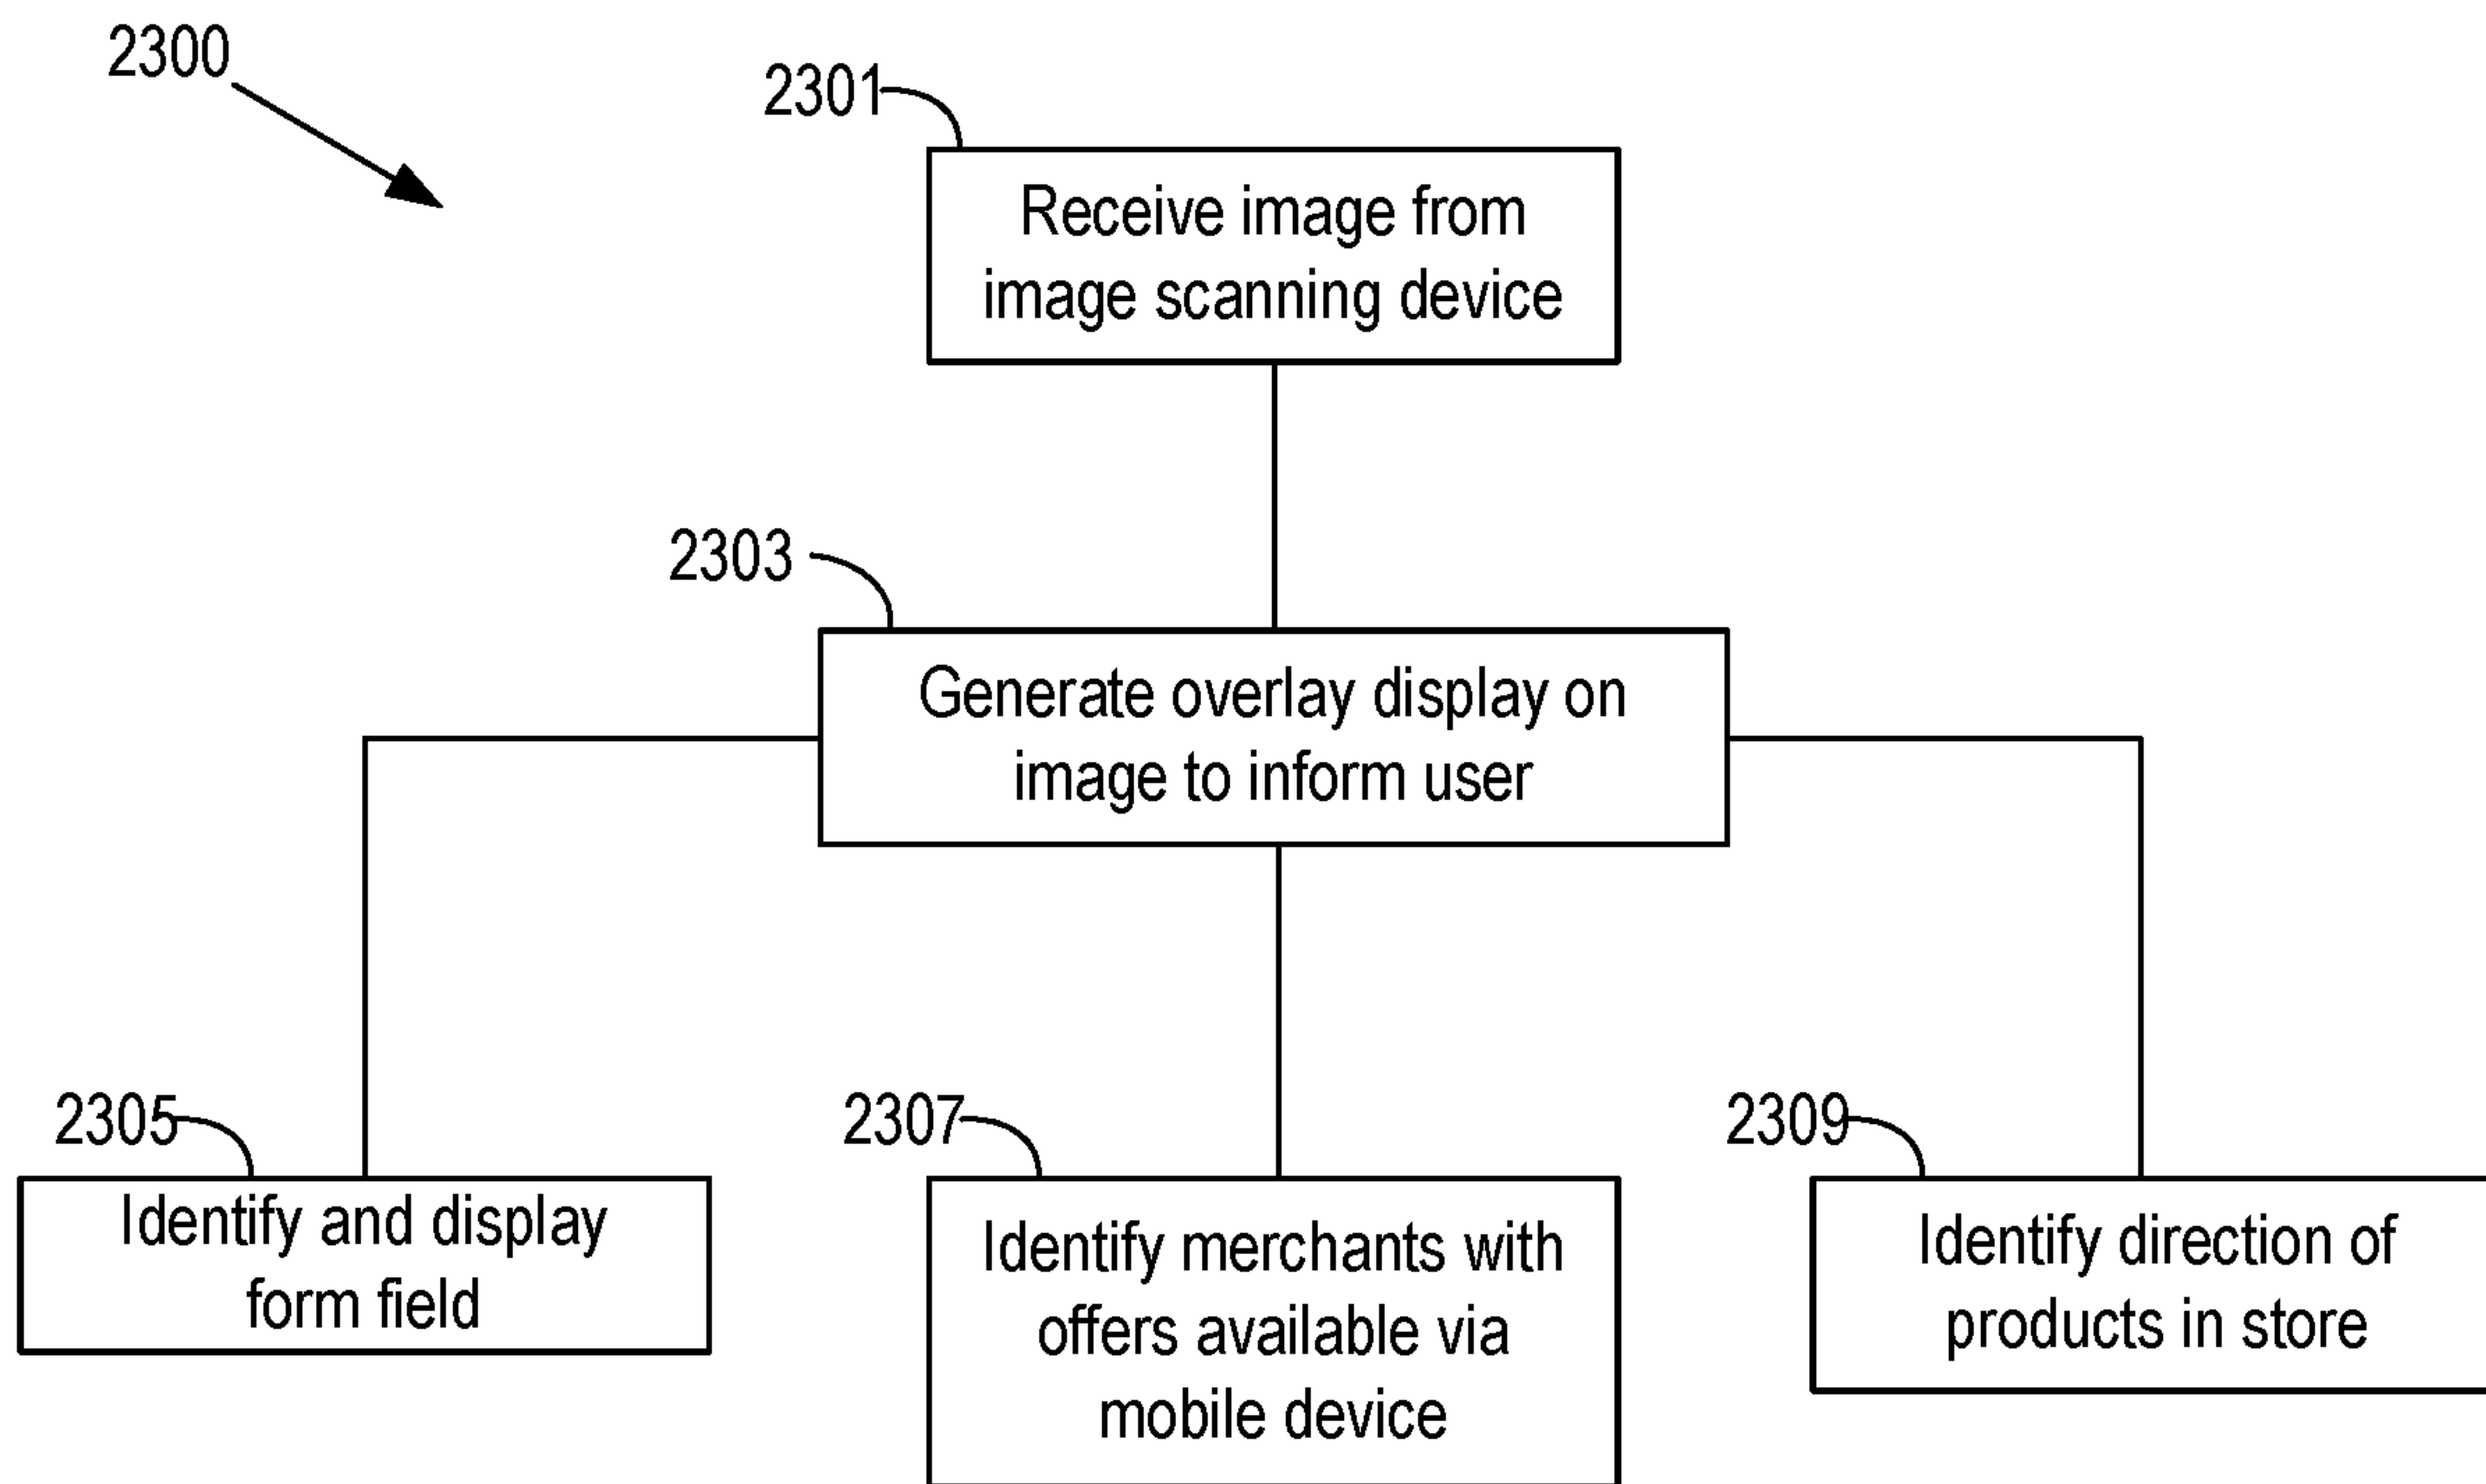 2300
2301
Receive image from
image scanning device
2303
Generate overlay display on
image to inform user
2305
Identify and display
form field
2307
Identify merchants with
offers available via
mobile device
2309
Identify direction of
products in store